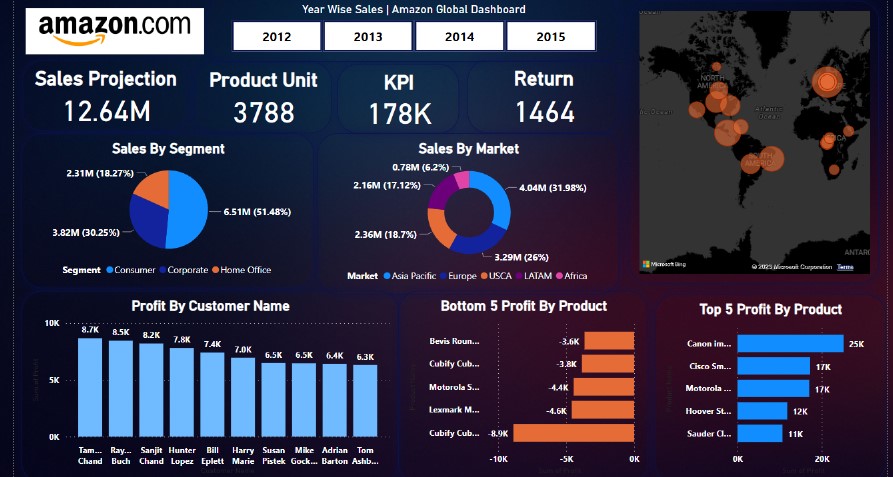 amazon.com
Year Wise Sales | Amazon Global Dashboard
2012
2013
2014
2015
Sales Projection
12.64M
Product Unit
3788
KPI
178K
Return
1464
NORTH
AMERICA
Atlantic
Ocean
SOUTH
AMERICA
ANTAR
Microsoft Bing
© 2023 Microsoft Corporation
Terms
Sales By Segment
2.31M (18.27%)
3.82M (30.25%)
6.51M (51.48%)
Segment Consumer Corporate Home Office
Sales By Market
0.78M (6.2%)
2.16M (17.12%)
2.36M (18.7%)
4.04M (31.98%)
3.29M (26%)
Market Asia Pacific Europe USCA LATAM Africa
Profit By Customer Name
10K
5K
0K
8.7K
8.5K
8.2K
7.8K
7.4K
7.0K
6.5K
6.5K
6.4K
6.3K
Tam... Chand
Ray... Buch
Sanjit Chand
Hunter Lopez
Bill Eplett
Harry Marie
Susan Pistek
Mike Gock...
Adrian Barton
Tom Ashb...
Customer Name
Bottom 5 Profit By Product
Bevis Roun... -3.6K
Cubify Cub... -3.8K
Motorola S... -4.4K
Lexmark M... -4.6K
Cubify Cub... -8.9K
-10K
-5K
0K
Top 5 Profit By Product
Canon im... 25K
Cisco Sm... 17K
Motorola ... 17K
Hoover St... 12K
Sauder Cl... 11K
0K
20K